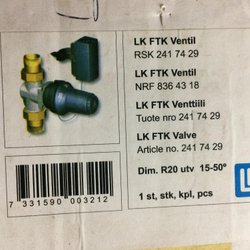 LK FTK Ventil
RSK 241 74 29
LK FTK Ventil
NRF 836 43 18
LK FTK Venttiili
Tuote nro 241 74 29
LK FTK Valve
Article no. 241 74 29
Dim. R20 utv 15-50°
1 st, stk, kpl, pcs
7 331590 003212